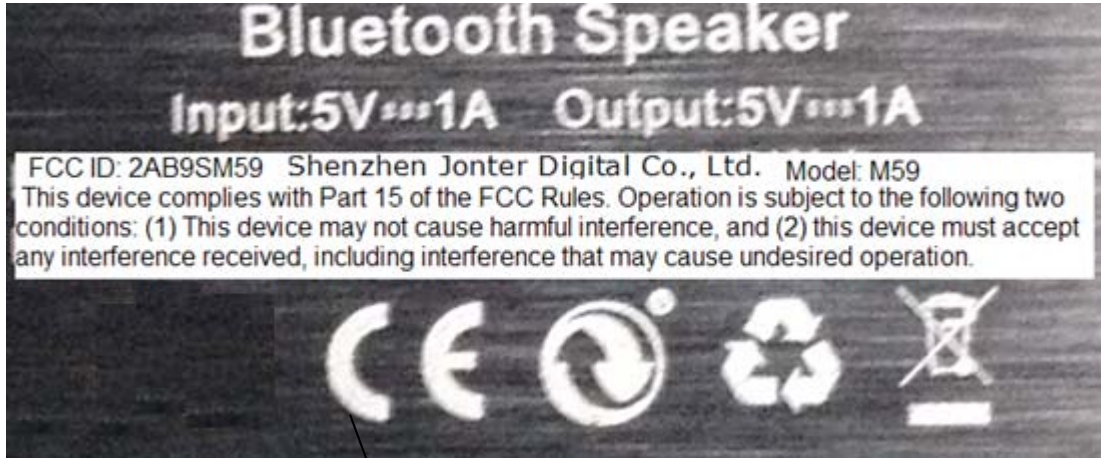 Bluetooth Speaker
Input:5V⎓1A Output:5V⎓1A
FCC ID: 2AB9SM59 Shenzhen Jonter Digital Co., Ltd. Model: M59
This device complies with Part 15 of the FCC Rules. Operation is subject to the following two
conditions: (1) This device may not cause harmful interference, and (2) this device must accept
any interference received, including interference that may cause undesired operation.
CE